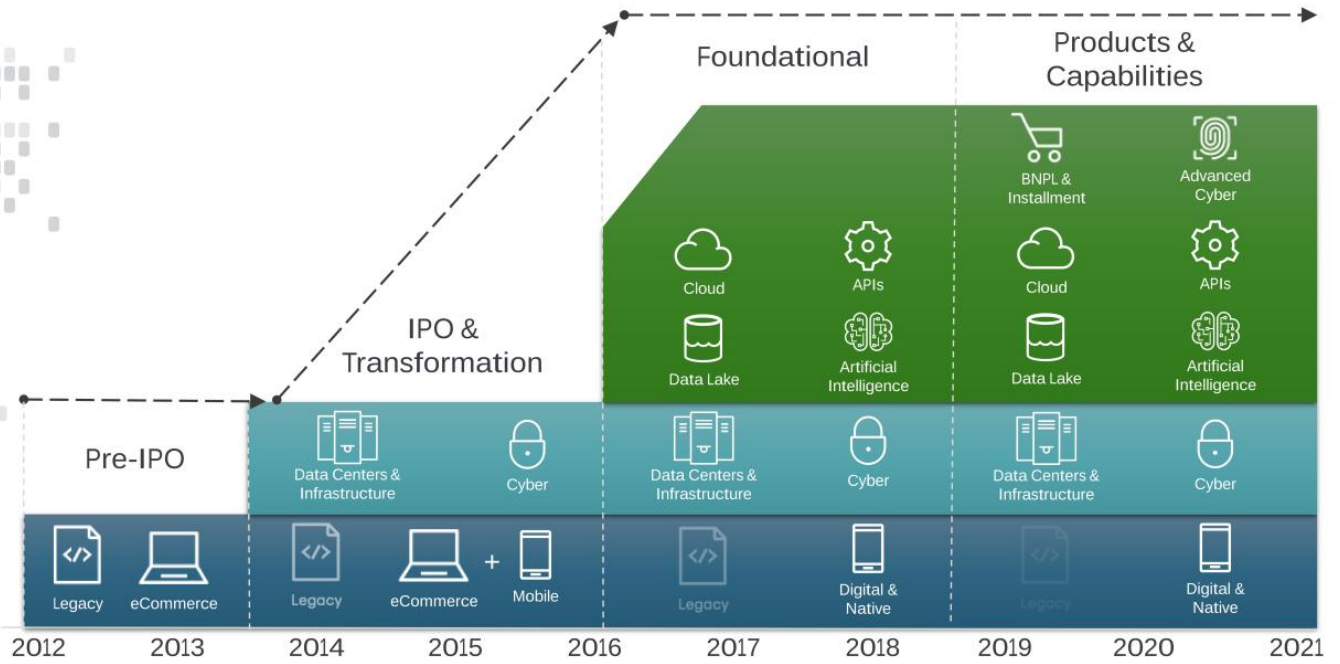 Foundational
Products &
Capabilities
BNPL &
Installment
Advanced
Cyber
Cloud
APIs
Cloud
APIs
IPO &
Transformation
Data Lake
Artificial
Intelligence
Data Lake
Artificial
Intelligence
Pre-IPO
Data Centers &
Infrastructure
Cyber
Data Centers &
Infrastructure
Cyber
Data Centers &
Infrastructure
Cyber
</>
Legacy
eCommerce
</>
Legacy
eCommerce
+
Mobile
</>
Legacy
Digital &
Native
</>
Legacy
Digital &
Native
2012 2013 2014 2015 2016 2017 2018 2019 2020 2021